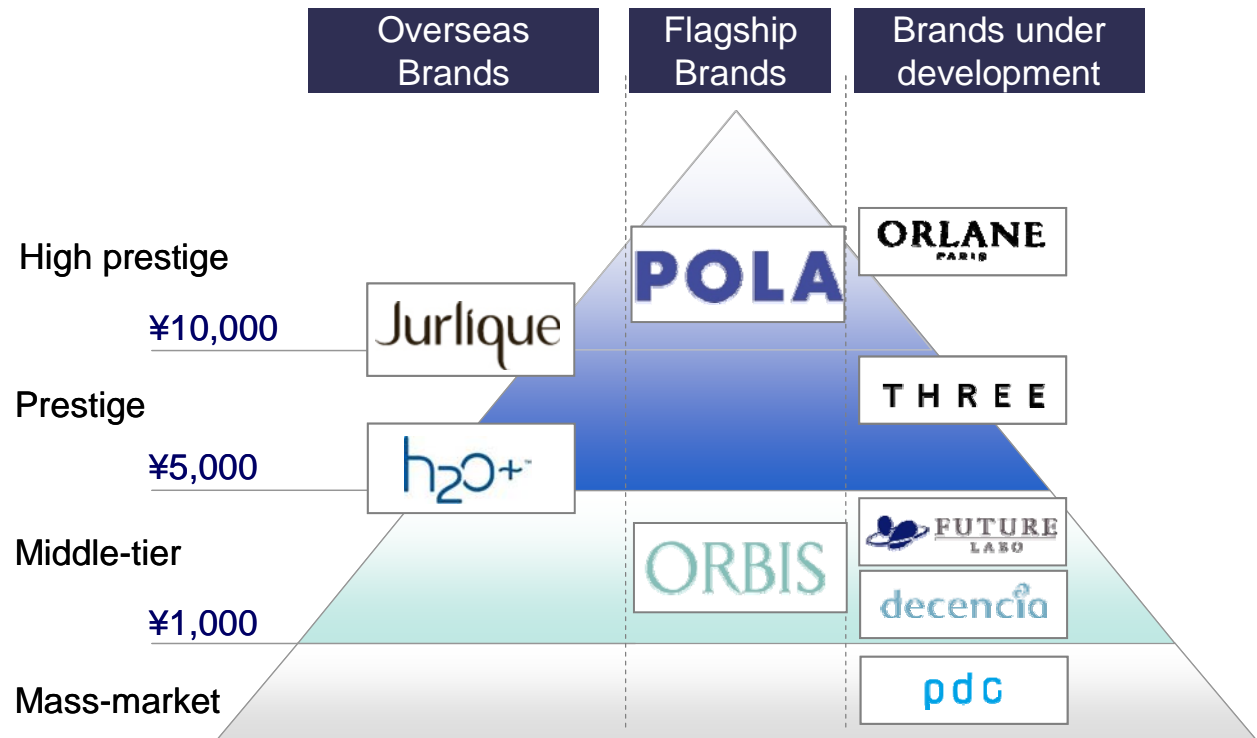 Overseas
Brands
Flagship
Brands
Brands under
development
High prestige
¥10,000
Prestige
¥5,000
Middle-tier
¥1,000
Mass-market
Jurlique
h2o+™
POLA
ORBIS
ORLANE
PARIS
THREE
FUTURE
LABO
decencia
pdc